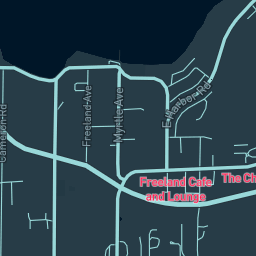 Cameron Rd
Freeland Ave
Myrtle Ave
E Harbor Rd
Freeland Cafe
and Lounge
The Ch